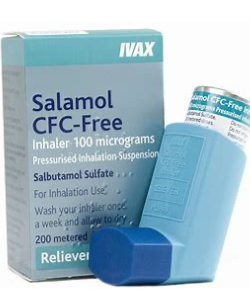 IVAX
Salamol
CFC-Free
Inhaler 100 micrograms
Pressurised Inhalation Suspension
Salbutamol Sulfate
For Inhalation Use
Wash your inhaler once
a week and allow to dry
200 metered
Reliever
Salamol CFC-Free